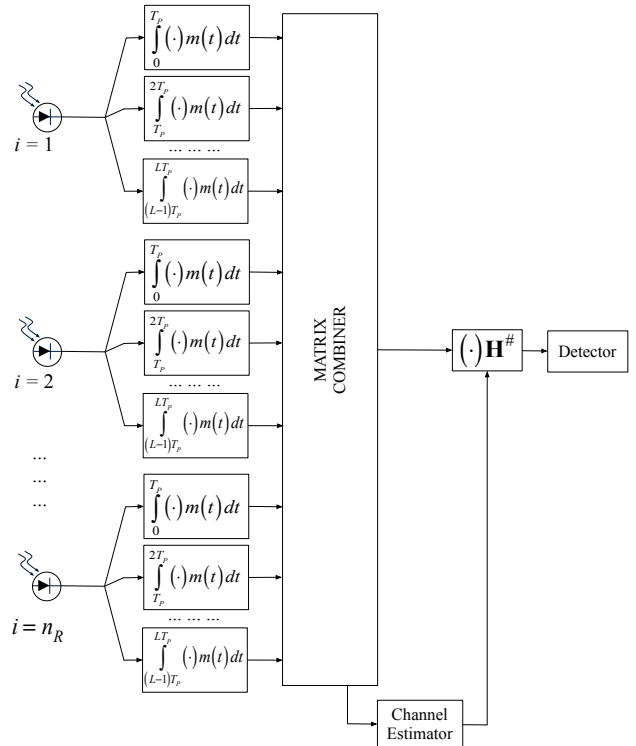 ∫₀^{T_P} (·) m(t) dt
i = 1
∫_{T_P}^{2T_P} (·) m(t) dt
... ... ...
∫_{(L−1)T_P}^{LT_P} (·) m(t) dt
∫₀^{T_P} (·) m(t) dt
i = 2
∫_{T_P}^{2T_P} (·) m(t) dt
... ... ...
∫_{(L−1)T_P}^{LT_P} (·) m(t) dt
...
...
...
∫₀^{T_P} (·) m(t) dt
i = n_R
∫_{T_P}^{2T_P} (·) m(t) dt
... ... ...
∫_{(L−1)T_P}^{LT_P} (·) m(t) dt
MATRIX
COMBINER
(·) H^#
Detector
Channel
Estimator